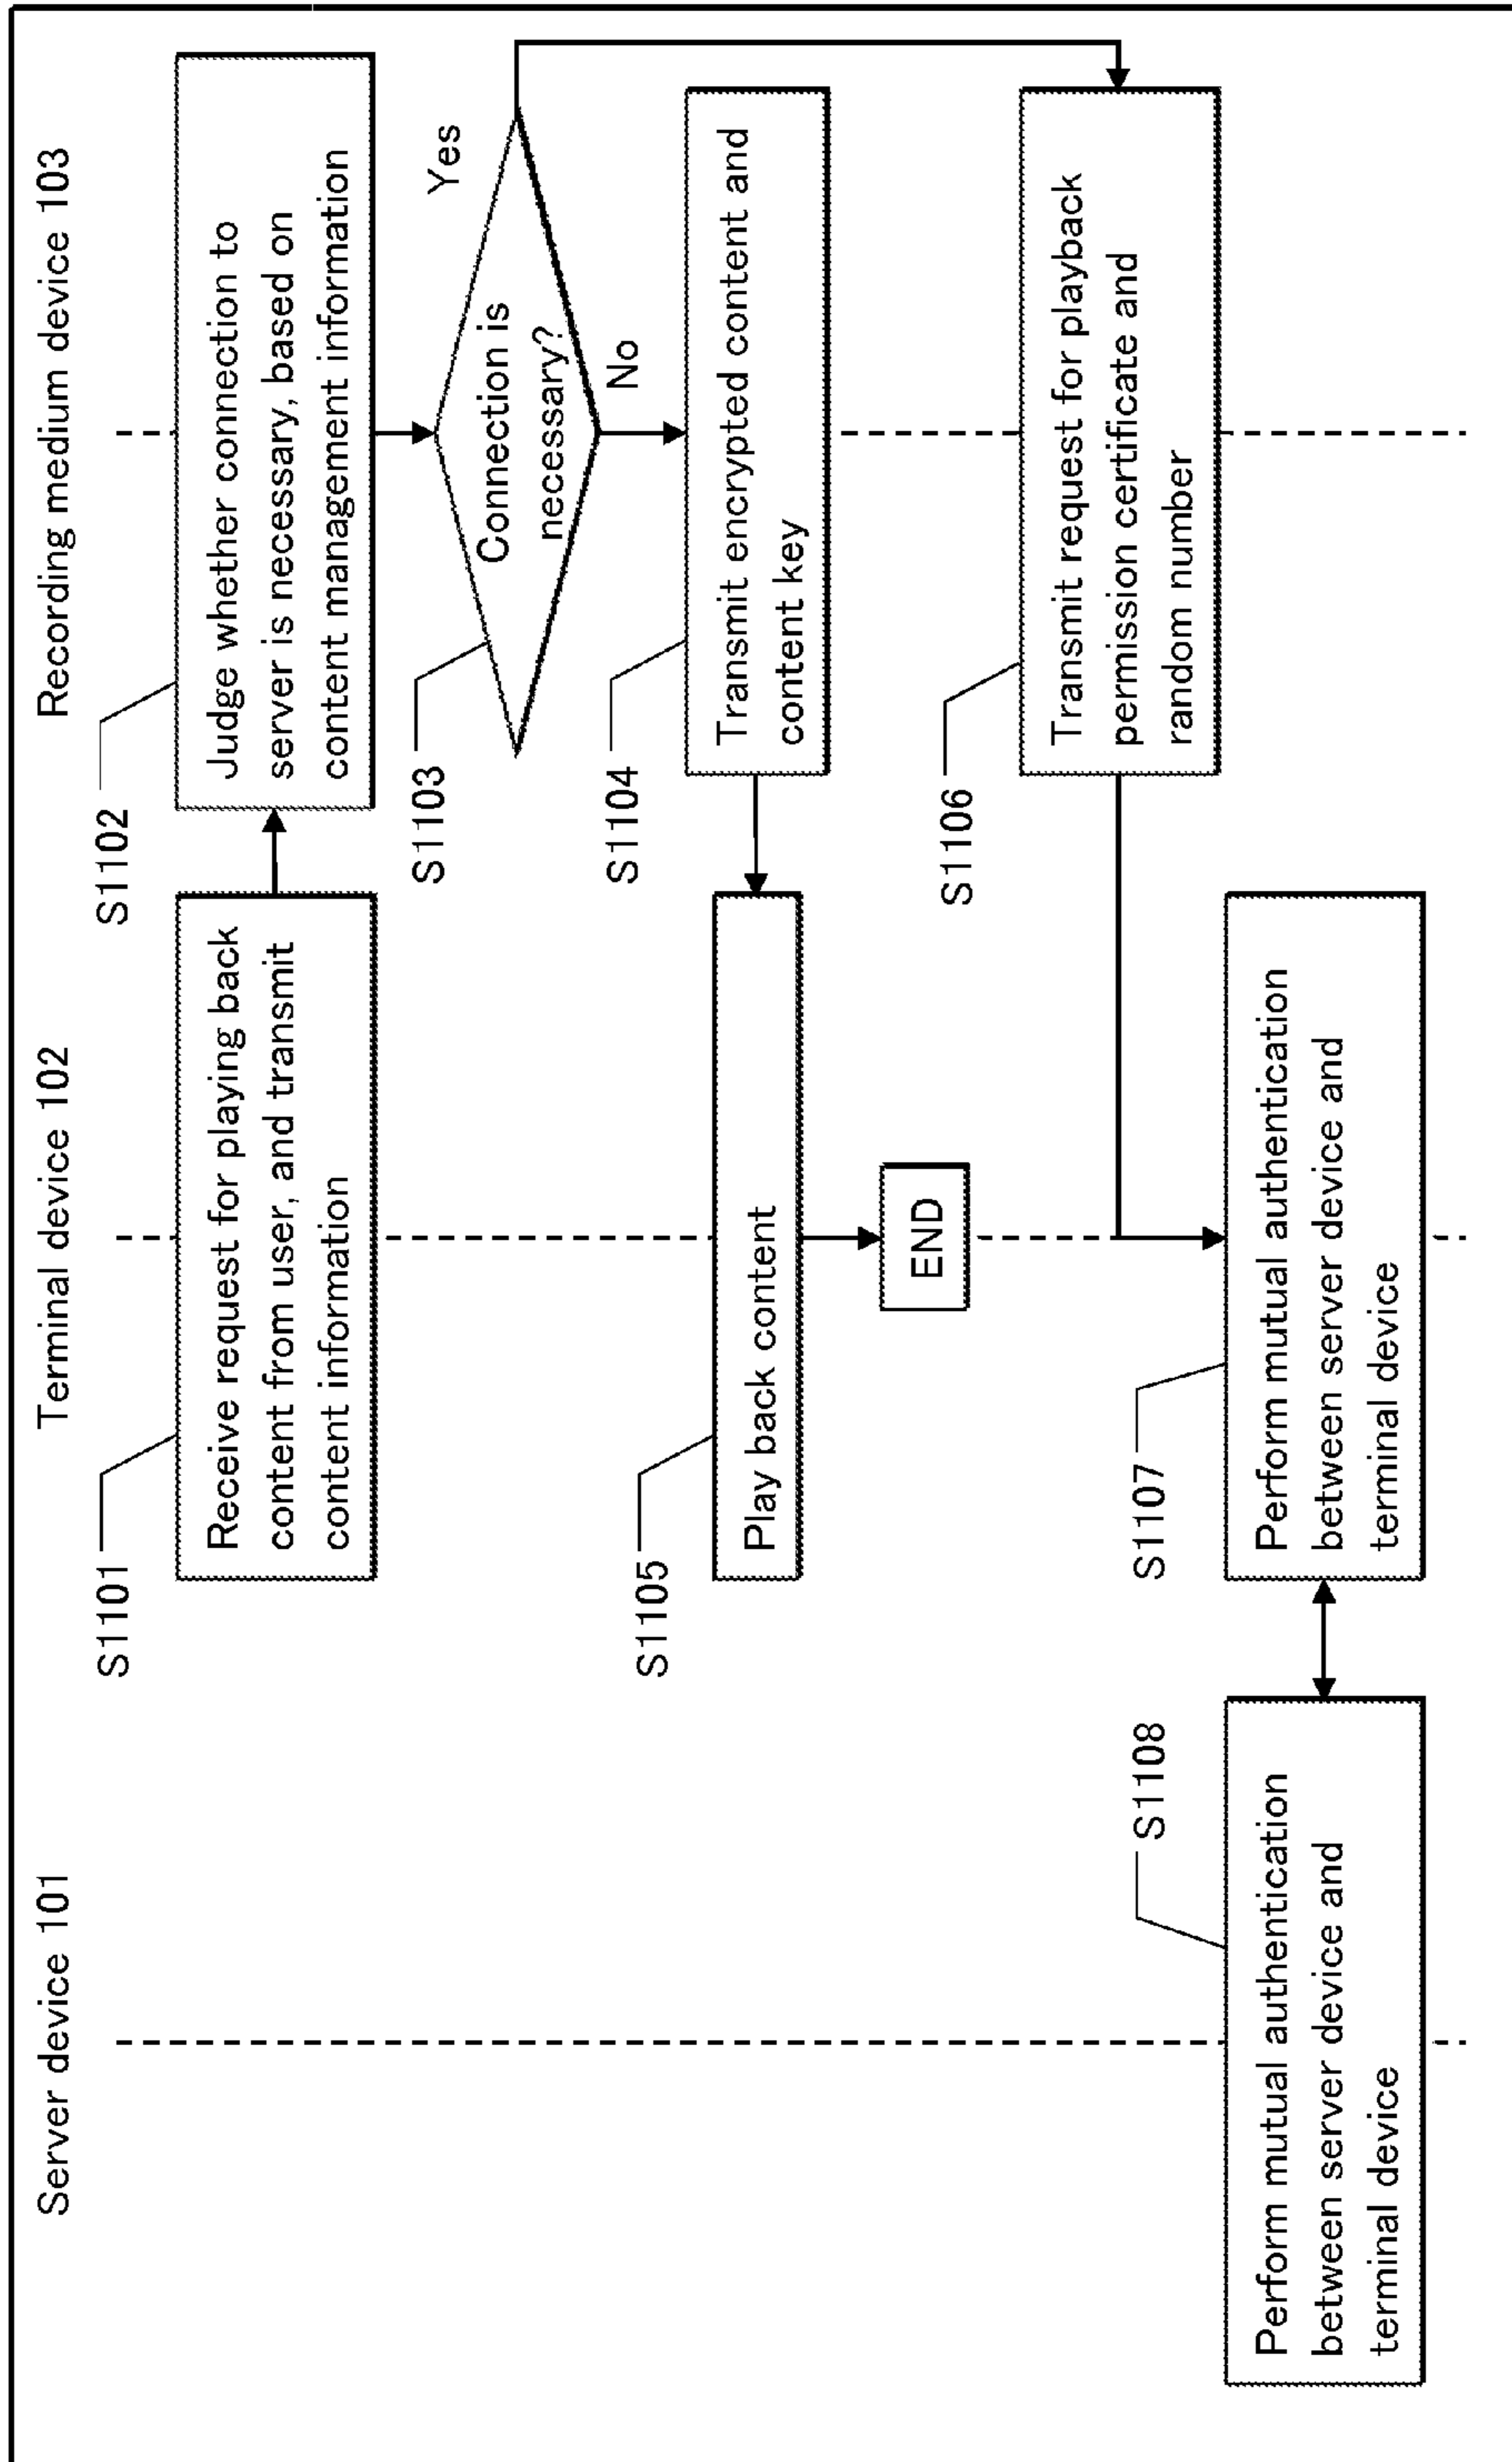 Server device 101
Terminal device 102
Recording medium device 103
S1101
Receive request for playing back
content from user, and transmit
content information
S1102
Judge whether connection to
server is necessary, based on
content management information
S1103
Connection is
necessary?
Yes
No
S1104
Transmit encrypted content and
content key
S1105
Play back content
END
S1106
Transmit request for playback
permission certificate and
random number
S1107
Perform mutual authentication
between server device and
terminal device
S1108
Perform mutual authentication
between server device and
terminal device